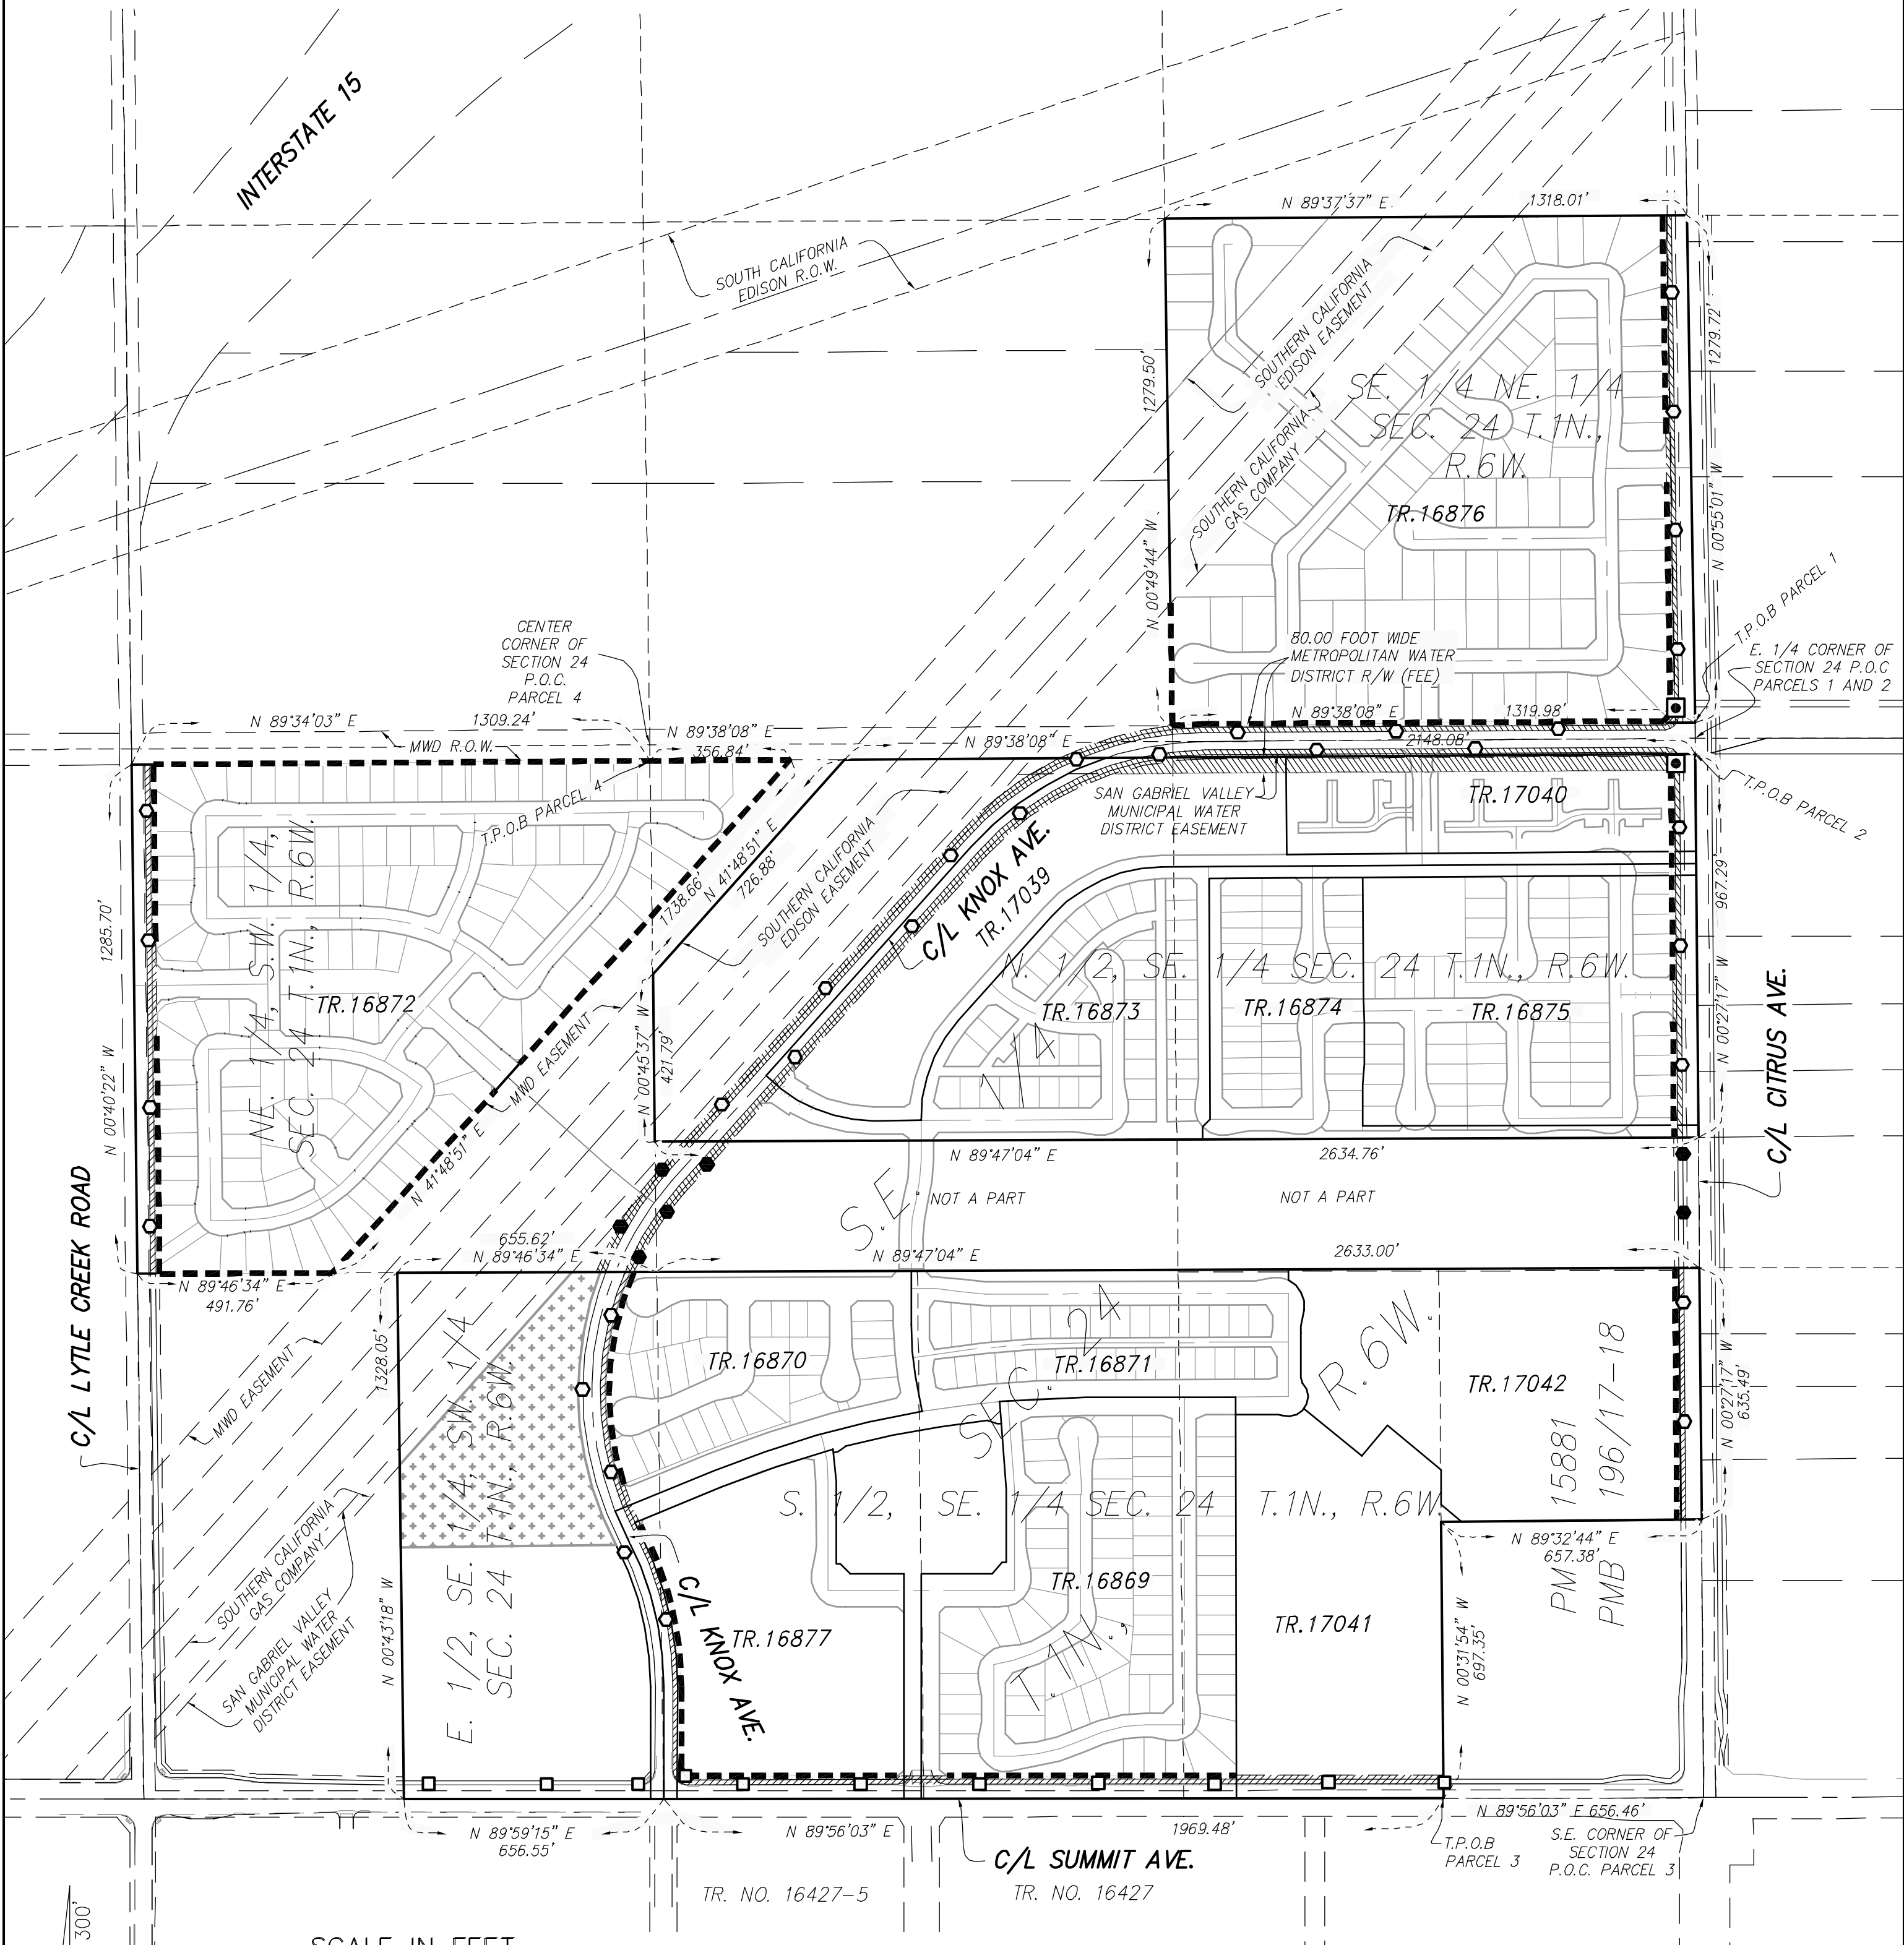 INTERSTATE 15
SOUTH CALIFORNIA
EDISON R.O.W.
N 89°37'37" E
1318.01'
1279.50'
N 00°49'44" W
1279.72'
N 00°55'01" W
SOUTHERN CALIFORNIA
EDISON EASEMENT
SOUTHERN CALIFORNIA
GAS COMPANY
SE. 1/4 NE. 1/4
SEC. 24 T.1N.,
R.6W.
TR.16876
T.P.O.B PARCEL 1
E. 1/4 CORNER OF
SECTION 24 P.O.C
PARCELS 1 AND 2
T.P.O.B PARCEL 2
80.00 FOOT WIDE
METROPOLITAN WATER
DISTRICT R/W (FEE)
N 89°38'08" E
1319.98'
2148.08'
CENTER
CORNER OF
SECTION 24
P.O.C.
PARCEL 4
N 89°34'03" E
1309.24'
MWD R.O.W.
N 89°38'08" E
356.84'
N 89°38'08" E
T.P.O.B PARCEL 4
SAN GABRIEL VALLEY
MUNICIPAL WATER
DISTRICT EASEMENT
TR.17040
1285.70'
N 00°40'22" W
NE. 1/4, S.W. 1/4,
SEC. 24 T.1N., R.6W.
TR.16872
1738.66'
N 41°48'51" E
726.88'
SOUTHERN CALIFORNIA
EDISON EASEMENT
C/L KNOX AVE.
TR.17039
967.29'
N 00°27'17" W
N. 1/2, SE. 1/4 SEC. 24 T.1N., R.6W.
TR.16873
TR.16874
TR.16875
1/4
C/L CITRUS AVE.
MWD EASEMENT
N 41°48'51" E
N 00°45'37" W
421.79'
N 89°47'04" E
2634.76'
S.E.
NOT A PART
NOT A PART
C/L LYTLE CREEK ROAD
N 89°46'34" E
491.76'
655.62'
N 89°46'34" E
N 89°47'04" E
2633.00'
MWD EASEMENT
1328.05'
N 00°43'18" W
E. 1/2, SE. 1/4, SW. 1/4
SEC. 24 T.1N., R.6W.
SOUTHERN CALIFORNIA
GAS COMPANY
SAN GABRIEL VALLEY
MUNICIPAL WATER
DISTRICT EASEMENT
TR.16870
TR.16871
SEC. 24
R.6W.
TR.17042
PM 15881
PMB 196/17-18
N 00°27'17" W
635.49'
S. 1/2, SE. 1/4 SEC. 24 T.1N., R.6W.
N 89°32'44" E
657.38'
TR.16869
T.1N.,
TR.16877
C/L KNOX AVE.
TR.17041
N 00°31'54" W
697.35'
N 89°59'15" E
656.55'
N 89°56'03" E
1969.48'
N 89°56'03" E 656.46'
T.P.O.B
PARCEL 3
S.E. CORNER OF
SECTION 24
P.O.C. PARCEL 3
C/L SUMMIT AVE.
TR. NO. 16427-5
TR. NO. 16427
300'
SCALE IN FEET